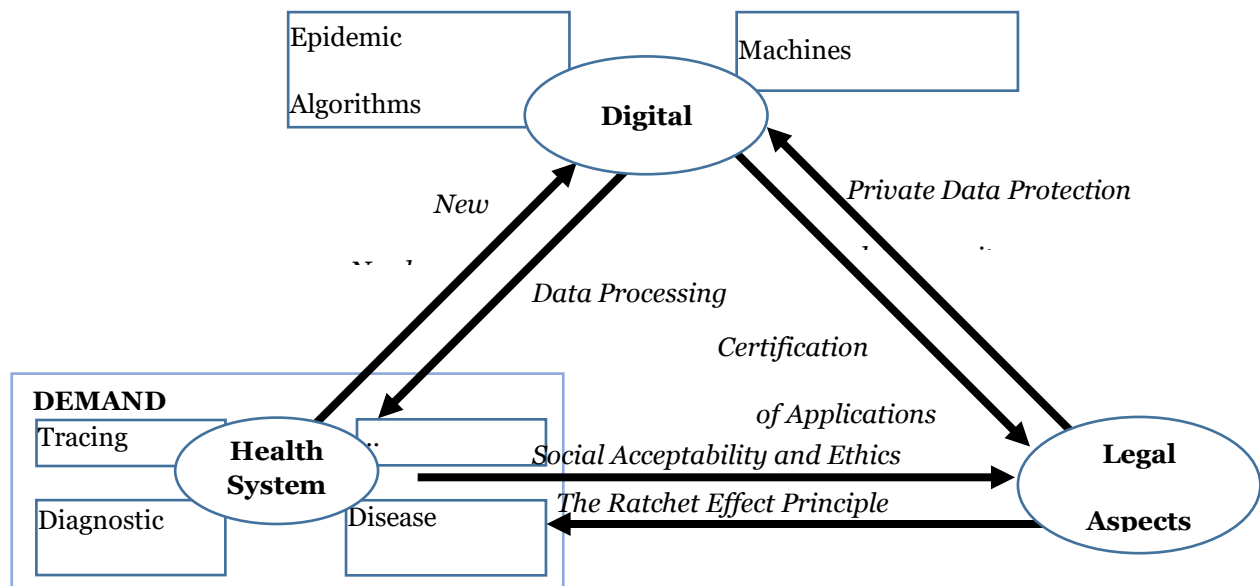 Epidemic
Algorithms
Machines
Digital
New
Private Data Protection
Data Processing
Certification
of Applications
DEMAND
Tracing
..
Health
System
Diagnostic
Disease
Social Acceptability and Ethics
The Ratchet Effect Principle
Legal
Aspects